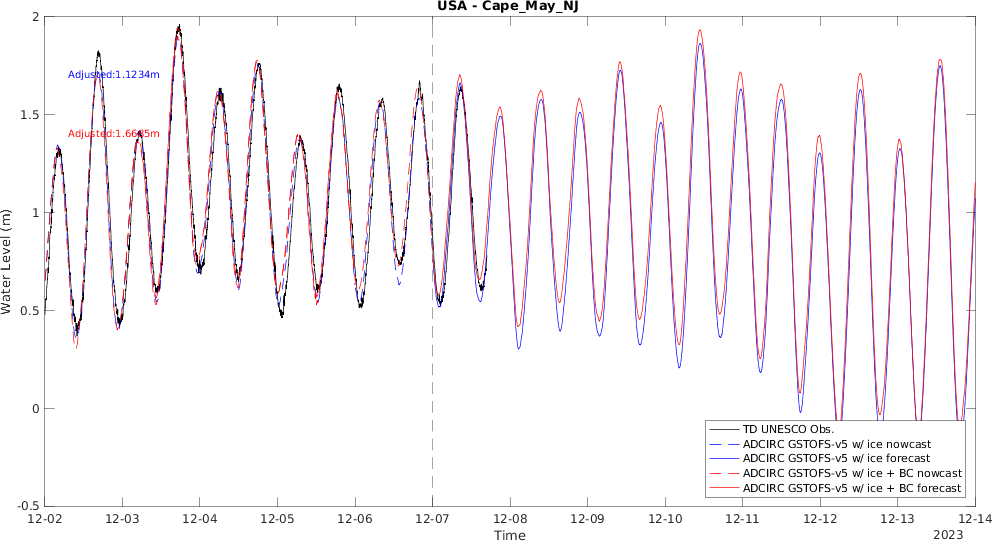 USA - Cape_May_NJ
Water Level (m)
2
1.5
1
0.5
0
-0.5
Adjusted:1.1234m
Adjusted:1.6685m
TD UNESCO Obs.
ADCIRC GSTOFS-v5 w/ ice nowcast
ADCIRC GSTOFS-v5 w/ ice forecast
ADCIRC GSTOFS-v5 w/ ice + BC nowcast
ADCIRC GSTOFS-v5 w/ ice + BC forecast
12-02 12-03 12-04 12-05 12-06 12-07 12-08 12-09 12-10 12-11 12-12 12-13 12-14
Time
2023